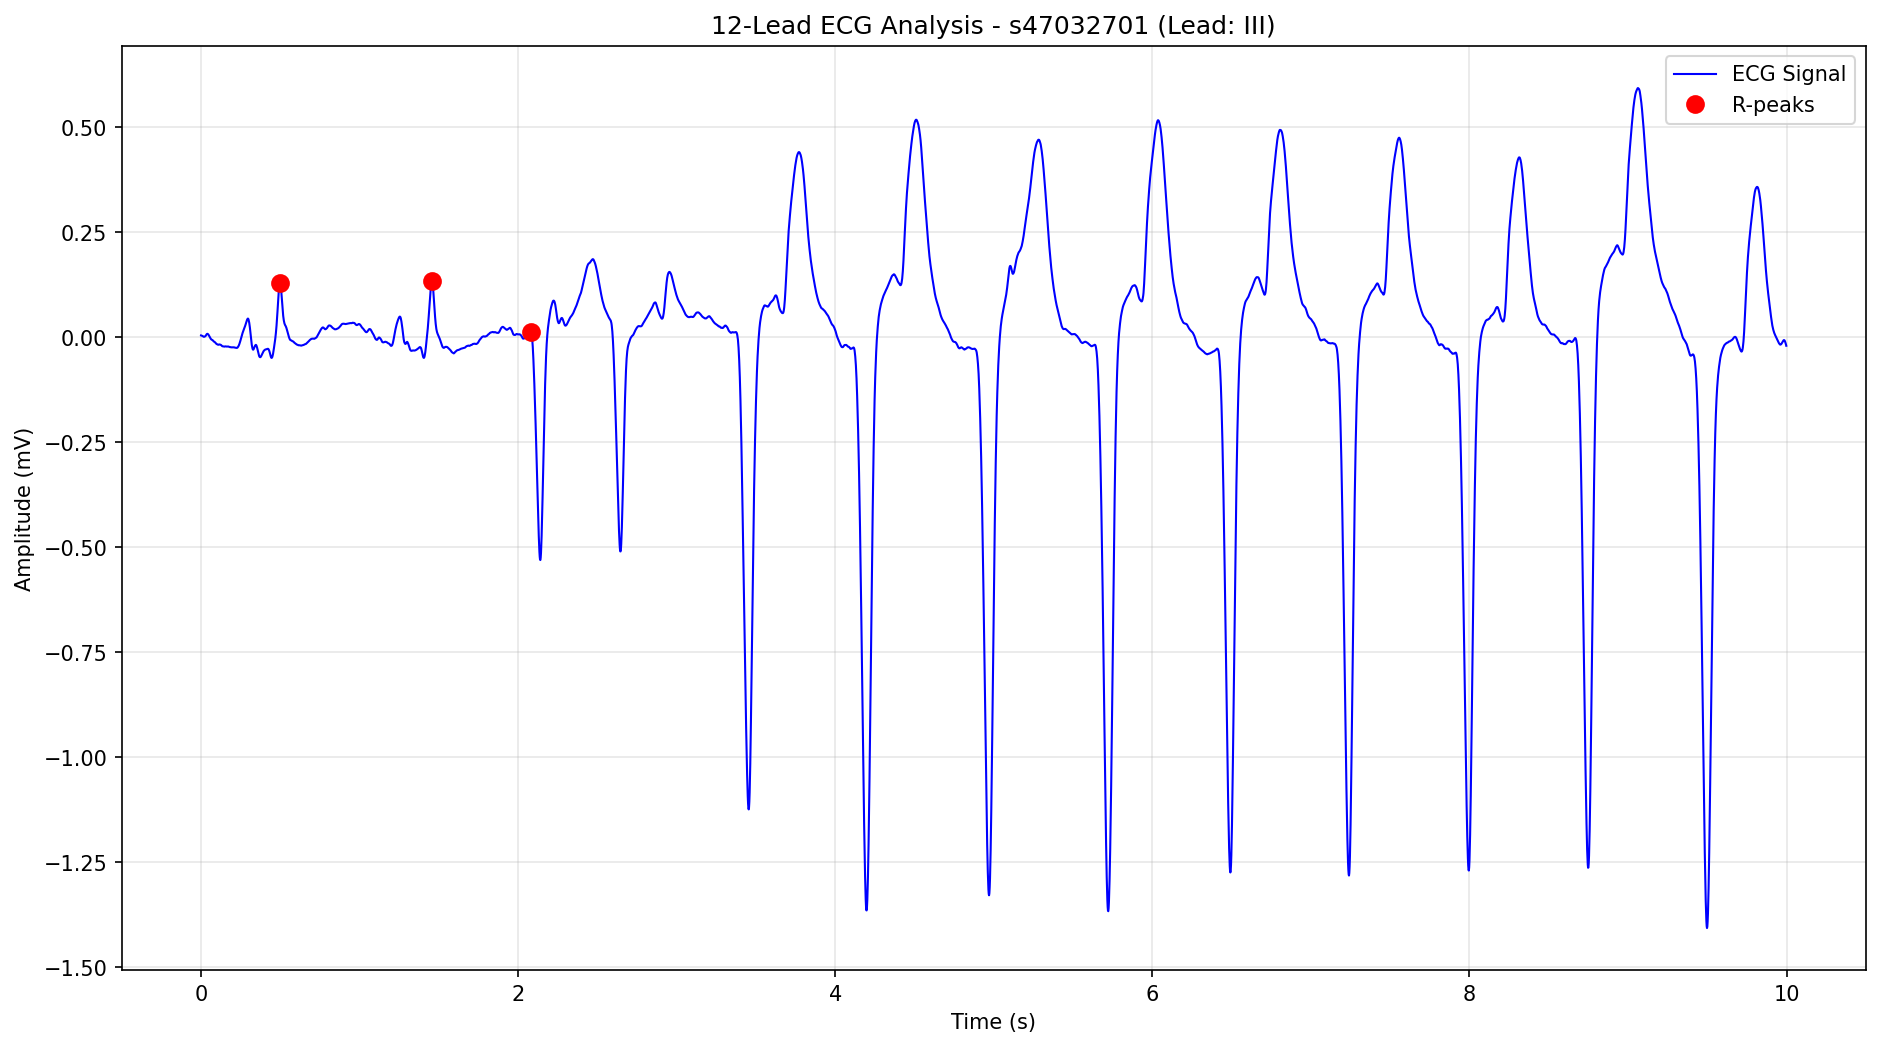 12-Lead ECG Analysis - s47032701 (Lead: III)
ECG Signal
R-peaks
Amplitude (mV)
0.50
0.25
0.00
−0.25
−0.50
−0.75
−1.00
−1.25
−1.50
0 2 4 6 8 10
Time (s)